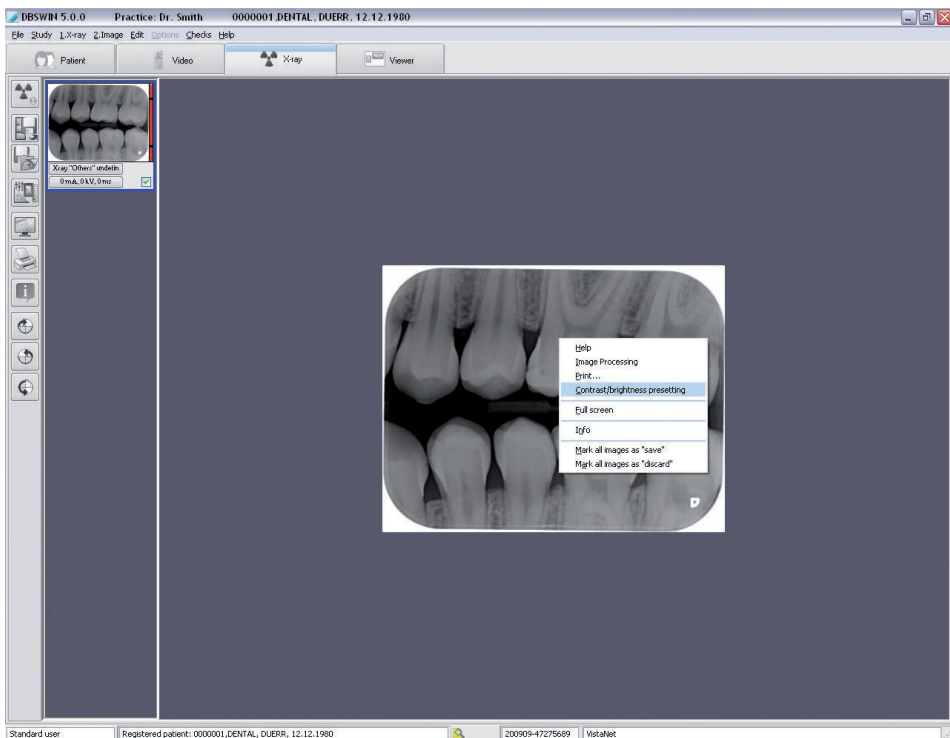 DBSWIN 5.0.0 Practice: Dr. Smith 0000001,DENTAL, DUERR, 12.12.1980
File Study 1.X-ray 2.Image Edit Options Checks Help
Patient Video X-ray Viewer
Xray "Others" undefin
0 mA, 0 kV, 0 ms
Help
Image Processing
Print...
Contrast/brightness presetting
Full screen
Info
Mark all images as "save"
Mark all images as "discard"
Standard user Registered patient: 0000001,DENTAL, DUERR, 12.12.1980 200909-47275689 VistaNet